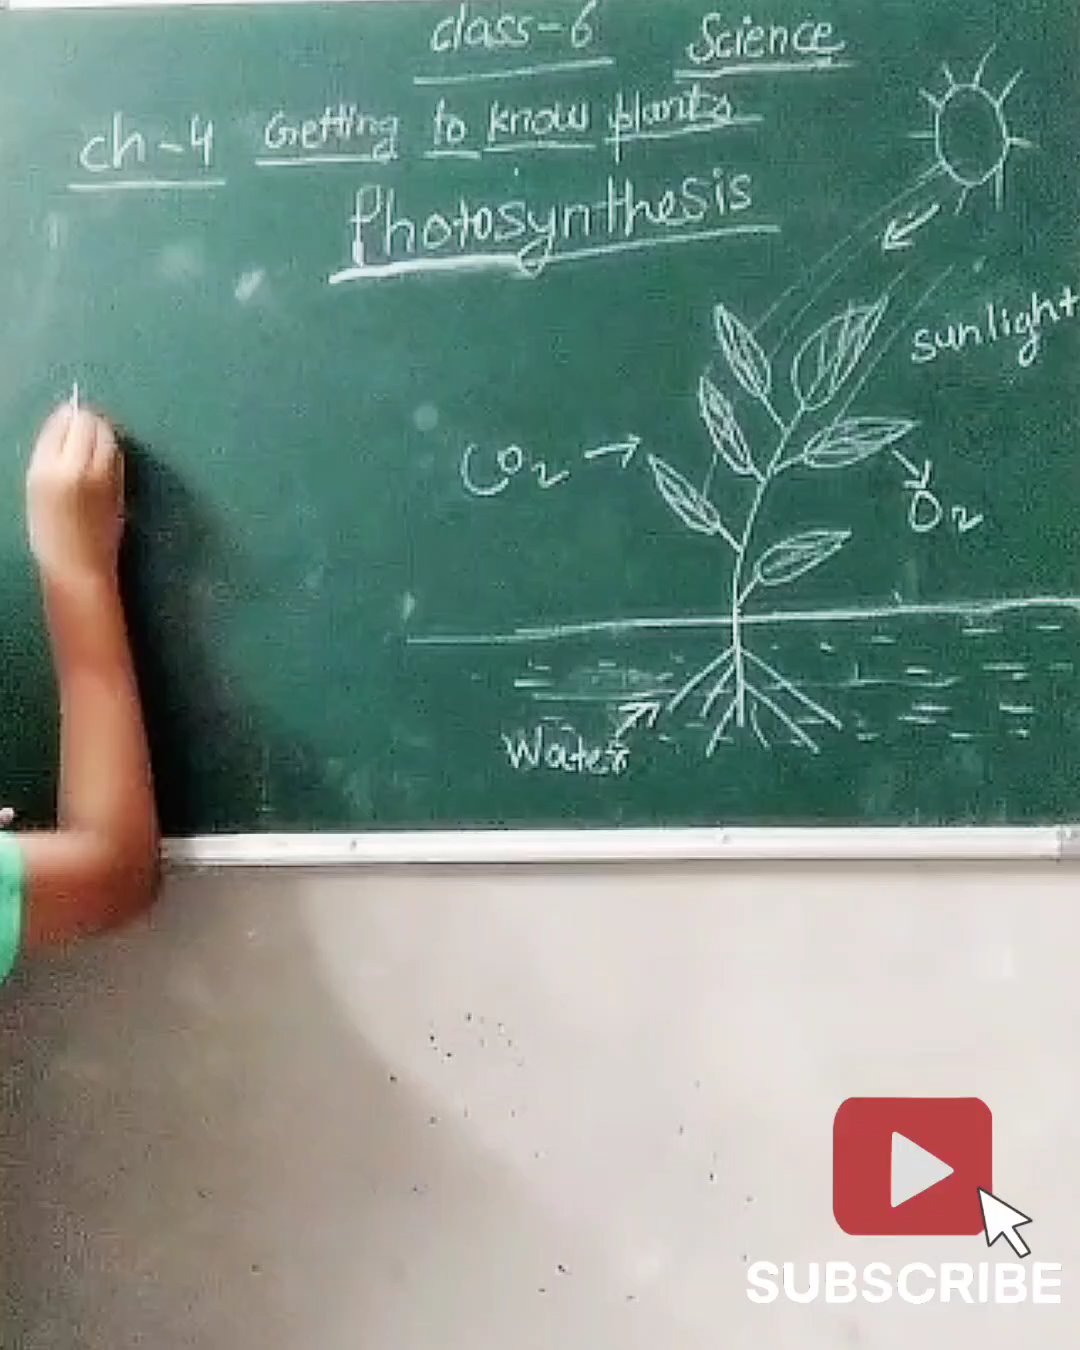 class-6 Science
ch-4 Getting to know plants
Photosynthesis
sunlight
CO₂ →
O₂
Water
SUBSCRIBE